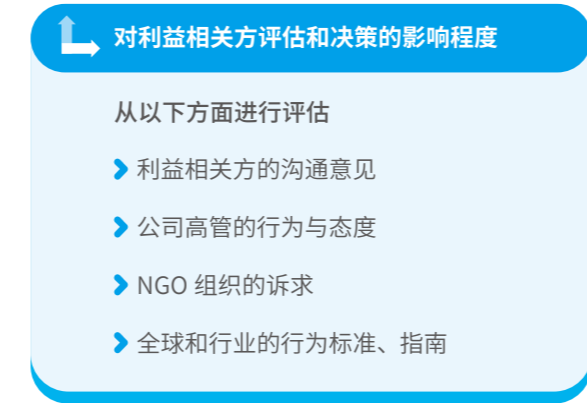 对利益相关方评估和决策的影响程度
从以下方面进行评估
利益相关方的沟通意见
公司高管的行为与态度
NGO 组织的诉求
全球和行业的行为标准、指南